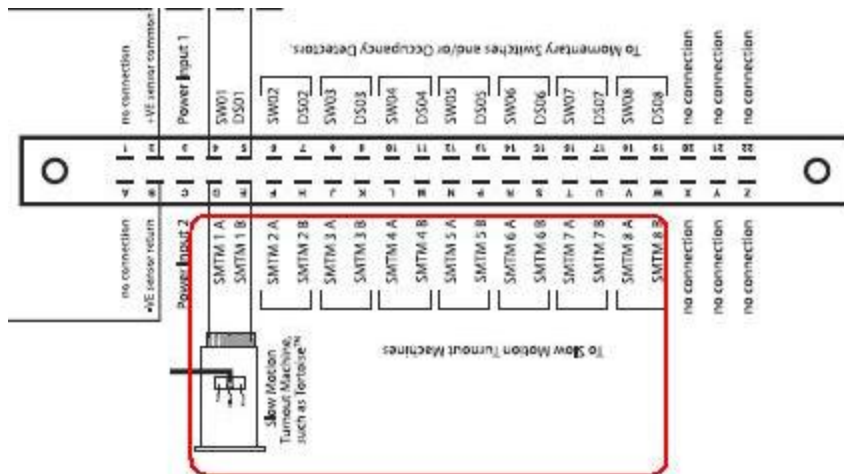 no connection
+VE sensor common
Power Input 1
SW01
DS01
SW02
DS02
SW03
DS03
SW04
DS04
SW05
DS05
SW06
DS06
SW07
DS07
SW08
DS08
no connection
no connection
no connection
To Momentary Switches and/or Occupancy Detectors.
1 2 3 4 5 6 7
10 11 12 13 14 15 16 17
19 20 21 22
A B C D
J K L M N P
S T U V W X Y Z
no connection
VE sensor return
Power Input 2
SMTM 1 A
SMTM 1 B
SMTM 2 A
SMTM 2 B
SMTM 3 A
SMTM 3 B
SMTM 4 A
SMTM 4 B
SMTM 5 A
SMTM 5 B
SMTM 6 A
SMTM 6 B
SMTM 7 A
SMTM 7 B
SMTM 8 A
SMTM 8 B
no connection
no connection
no connection
To Slow Motion Turnout Machines
Slow Motion
Turnout Machine,
such as Tortoise™